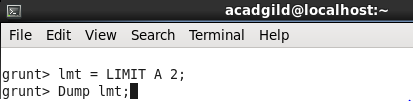 acadgild@localhost:~
File Edit View Search Terminal Help
grunt> lmt = LIMIT A 2;
grunt> Dump lmt;